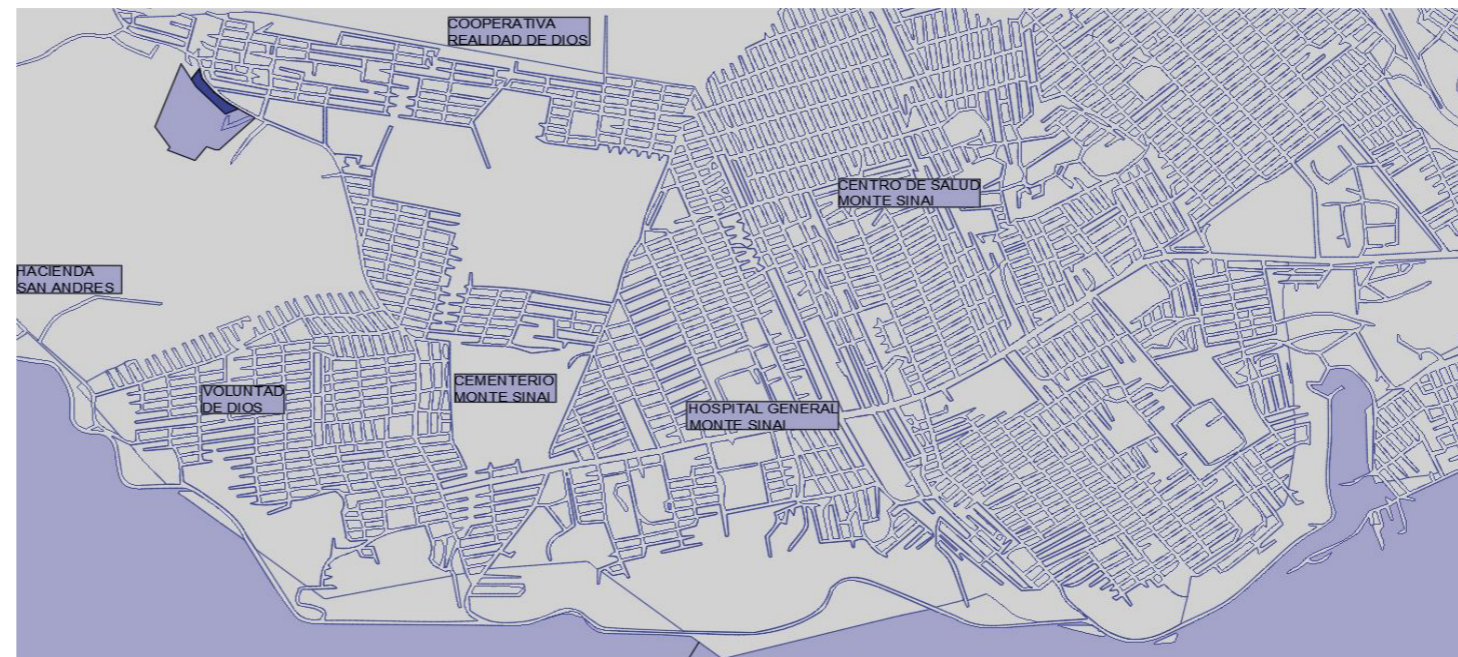 COOPERATIVA
REALIDAD DE DIOS
CENTRO DE SALUD
MONTE SINAI
HACIENDA
SAN ANDRES
VOLUNTAD
DE DIOS
CEMENTERIO
MONTE SINAI
HOSPITAL GENERAL
MONTE SINAI